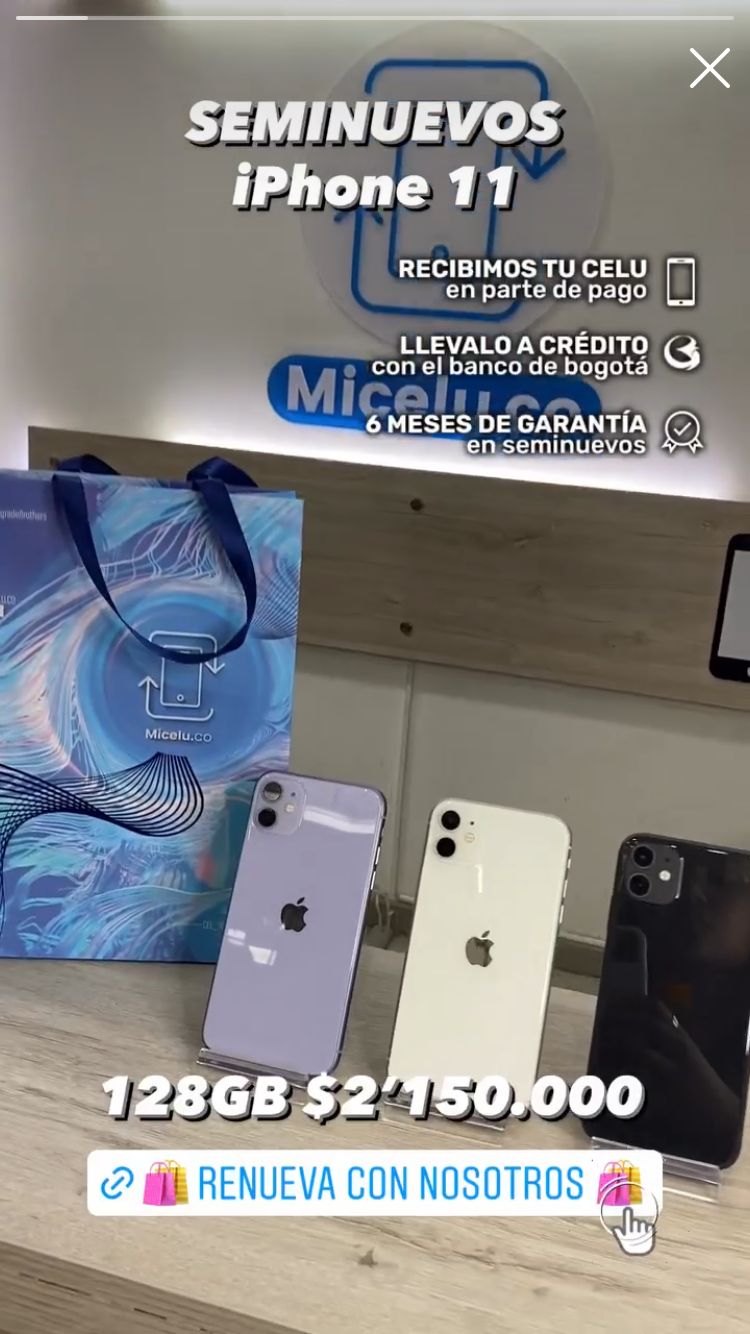 SEMINUEVOS
iPhone 11
RECIBIMOS TU CELU
en parte de pago
LLEVALO A CRÉDITO
con el banco de bogotá
Micelu.co
6 MESES DE GARANTÍA
en seminuevos
Micelu.co
128GB $2'150.000
RENUEVA CON NOSOTROS